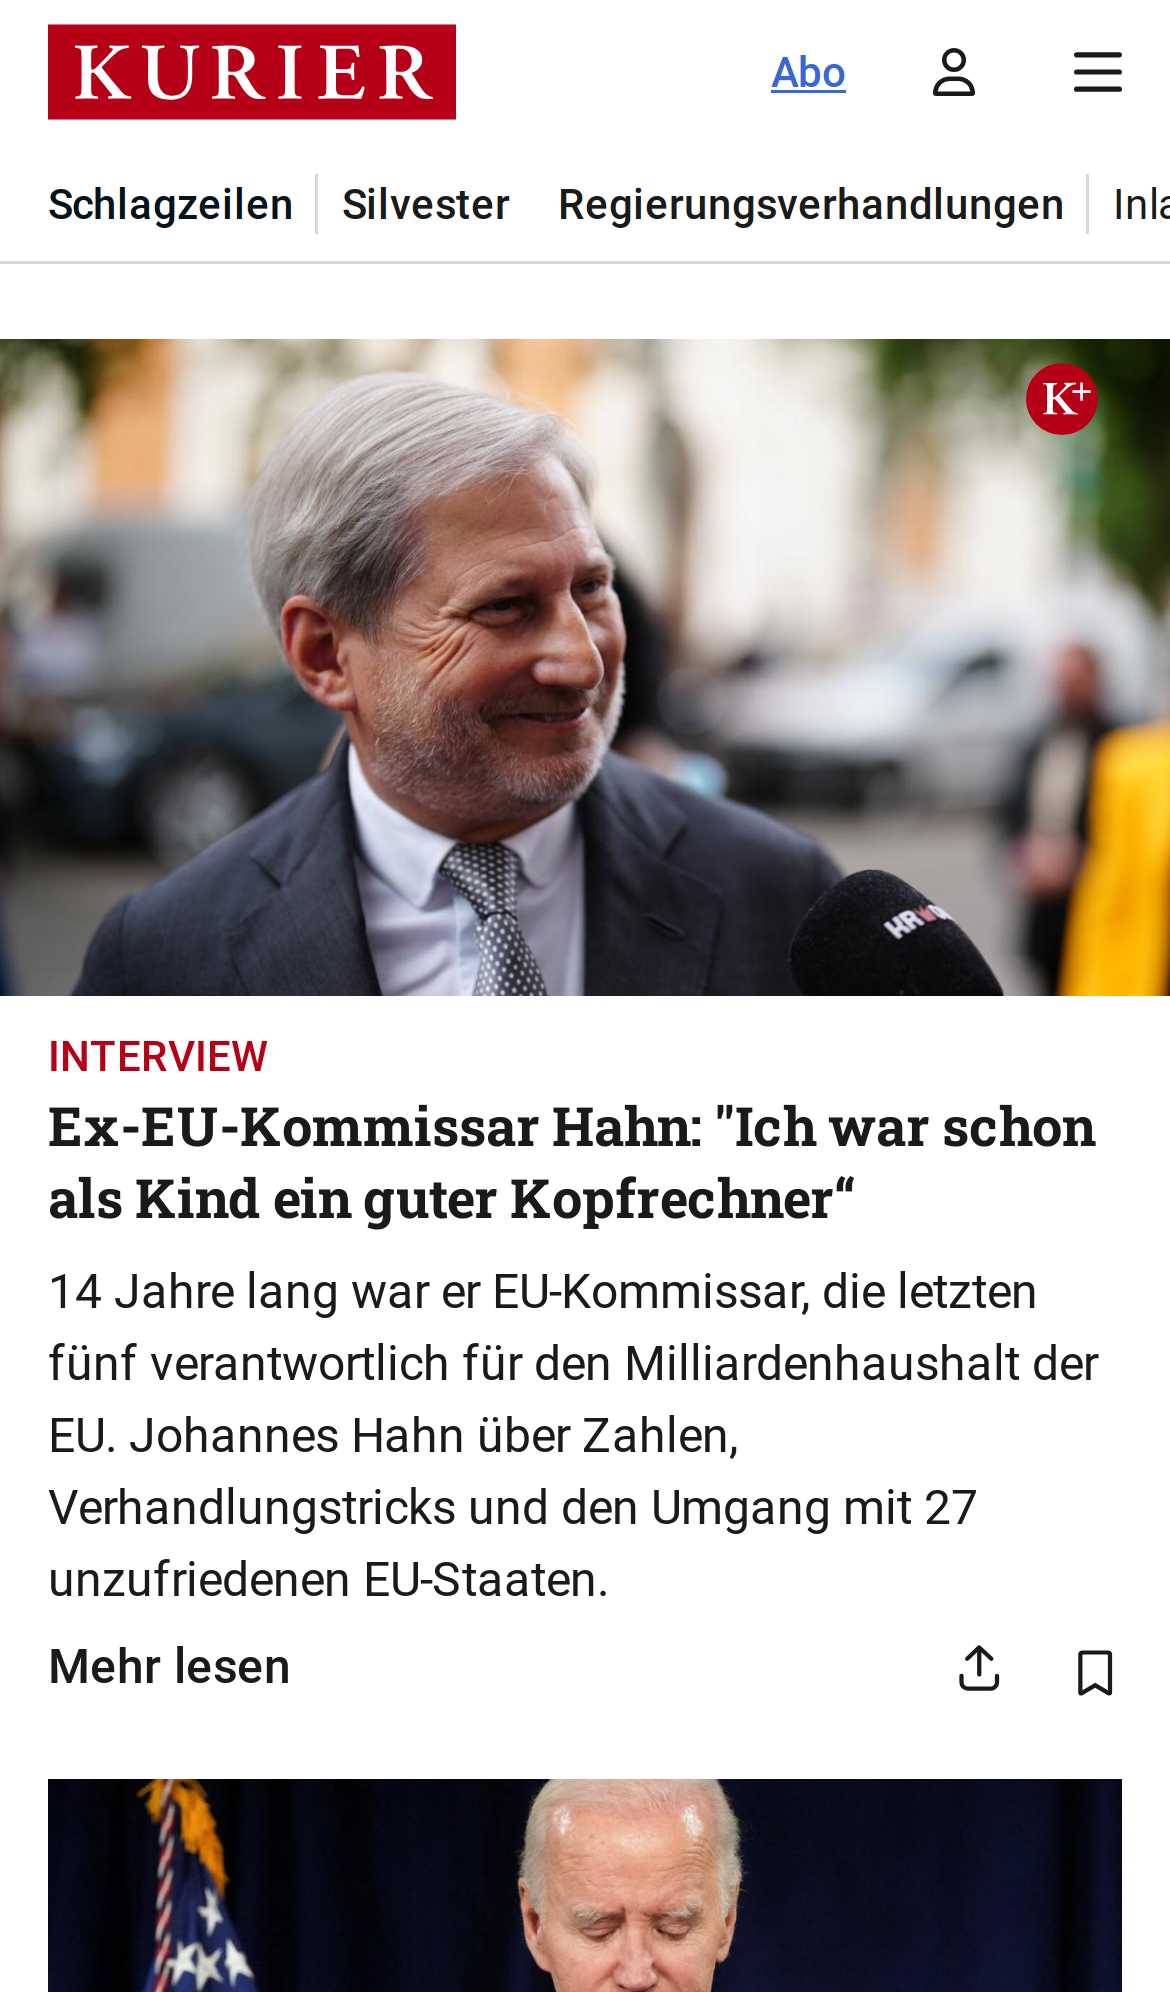 KURIER
Abo
Schlagzeilen
Silvester
Regierungsverhandlungen
K+
INTERVIEW
Ex-EU-Kommissar Hahn: "Ich war schon
als Kind ein guter Kopfrechner“
14 Jahre lang war er EU-Kommissar, die letzten
fünf verantwortlich für den Milliardenhaushalt der
EU. Johannes Hahn über Zahlen,
Verhandlungstricks und den Umgang mit 27
unzufriedenen EU-Staaten.
Mehr lesen